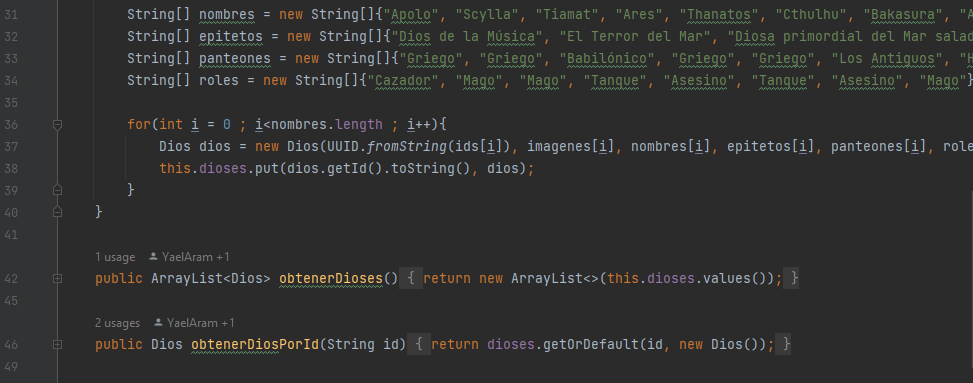 31 String[] nombres = new String[]{"Apolo", "Scylla", "Tiamat", "Ares", "Thanatos", "Cthulhu", "Bakasura", "A
32 String[] epitetos = new String[]{"Dios de la Música", "El Terror del Mar", "Diosa primordial del Mar salad
33 String[] panteones = new String[]{"Griego", "Griego", "Babilónico", "Griego", "Griego", "Los Antiguos", "H
34 String[] roles = new String[]{"Cazador", "Mago", "Mago", "Tanque", "Asesino", "Tanque", "Asesino", "Mago"}
35
36 for(int i = 0 ; i<nombres.length ; i++){
37 Dios dios = new Dios(UUID.fromString(ids[i]), imagenes[i], nombres[i], epitetos[i], panteones[i], role
38 this.dioses.put(dios.getId().toString(), dios);
39 }
40 }
41
1 usage YaelAram +1
42 public ArrayList<Dios> obtenerDioses() { return new ArrayList<>(this.dioses.values()); }
45
2 usages YaelAram +1
46 public Dios obtenerDiosPorId(String id) { return dioses.getOrDefault(id, new Dios()); }
49